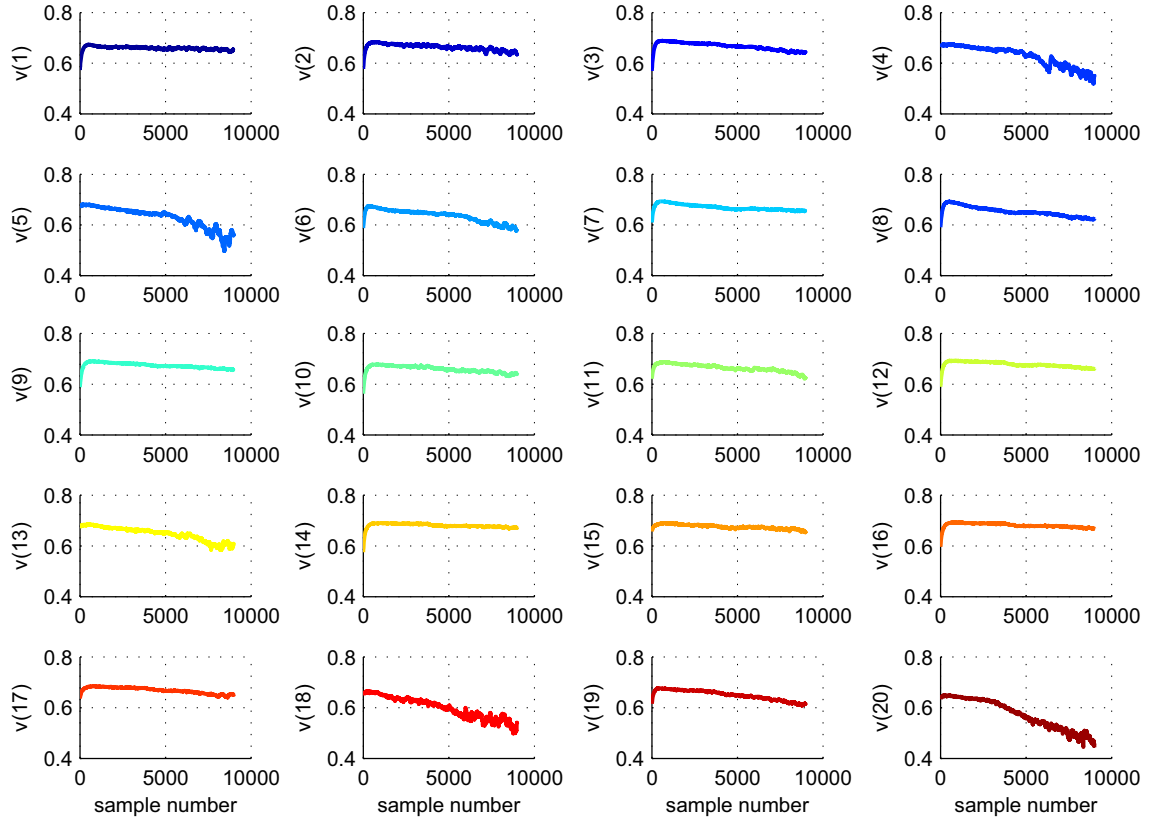 0.8 0.8 0.8 0.8
v(1) 0.6 v(2) 0.6 v(3) 0.6 v(4) 0.6
0.4 0.4 0.4 0.4
0 5000 10000 0 5000 10000 0 5000 10000 0 5000 10000
0.8 0.8 0.8 0.8
v(5) 0.6 v(6) 0.6 v(7) 0.6 v(8) 0.6
0.4 0.4 0.4 0.4
0 5000 10000 0 5000 10000 0 5000 10000 0 5000 10000
0.8 0.8 0.8 0.8
v(9) 0.6 v(10) 0.6 v(11) 0.6 v(12) 0.6
0.4 0.4 0.4 0.4
0 5000 10000 0 5000 10000 0 5000 10000 0 5000 10000
0.8 0.8 0.8 0.8
v(13) 0.6 v(14) 0.6 v(15) 0.6 v(16) 0.6
0.4 0.4 0.4 0.4
0 5000 10000 0 5000 10000 0 5000 10000 0 5000 10000
0.8 0.8 0.8 0.8
v(17) 0.6 v(18) 0.6 v(19) 0.6 v(20) 0.6
0.4 0.4 0.4 0.4
0 5000 10000 0 5000 10000 0 5000 10000 0 5000 10000
sample number sample number sample number sample number